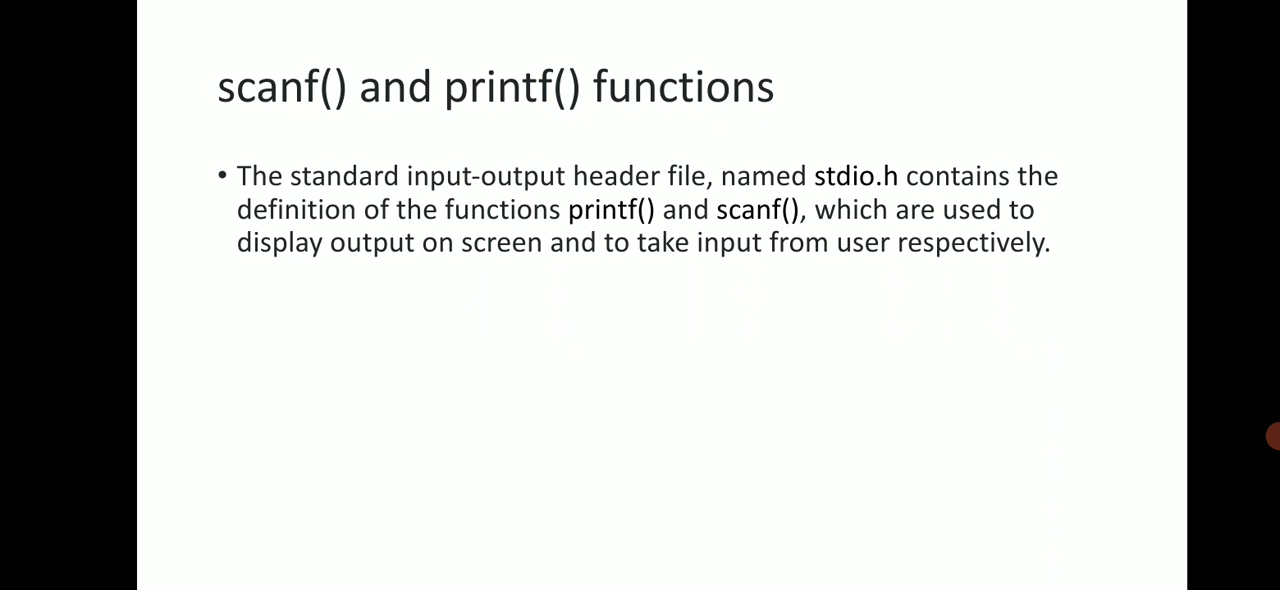 scanf() and printf() functions
• The standard input-output header file, named stdio.h contains the
definition of the functions printf() and scanf(), which are used to
display output on screen and to take input from user respectively.